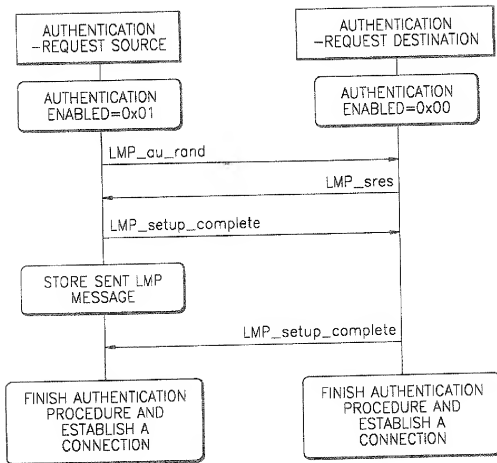 AUTHENTICATION
-REQUEST SOURCE
AUTHENTICATION
-REQUEST DESTINATION
AUTHENTICATION
ENABLED=0x01
AUTHENTICATION
ENABLED=0x00
LMP_au_rand
LMP_sres
LMP_setup_complete
STORE SENT LMP
MESSAGE
LMP_setup_complete
FINISH AUTHENTICATION
PROCEDURE AND
ESTABLISH A
CONNECTION
FINISH AUTHENTICATION
PROCEDURE AND
ESTABLISH A
CONNECTION